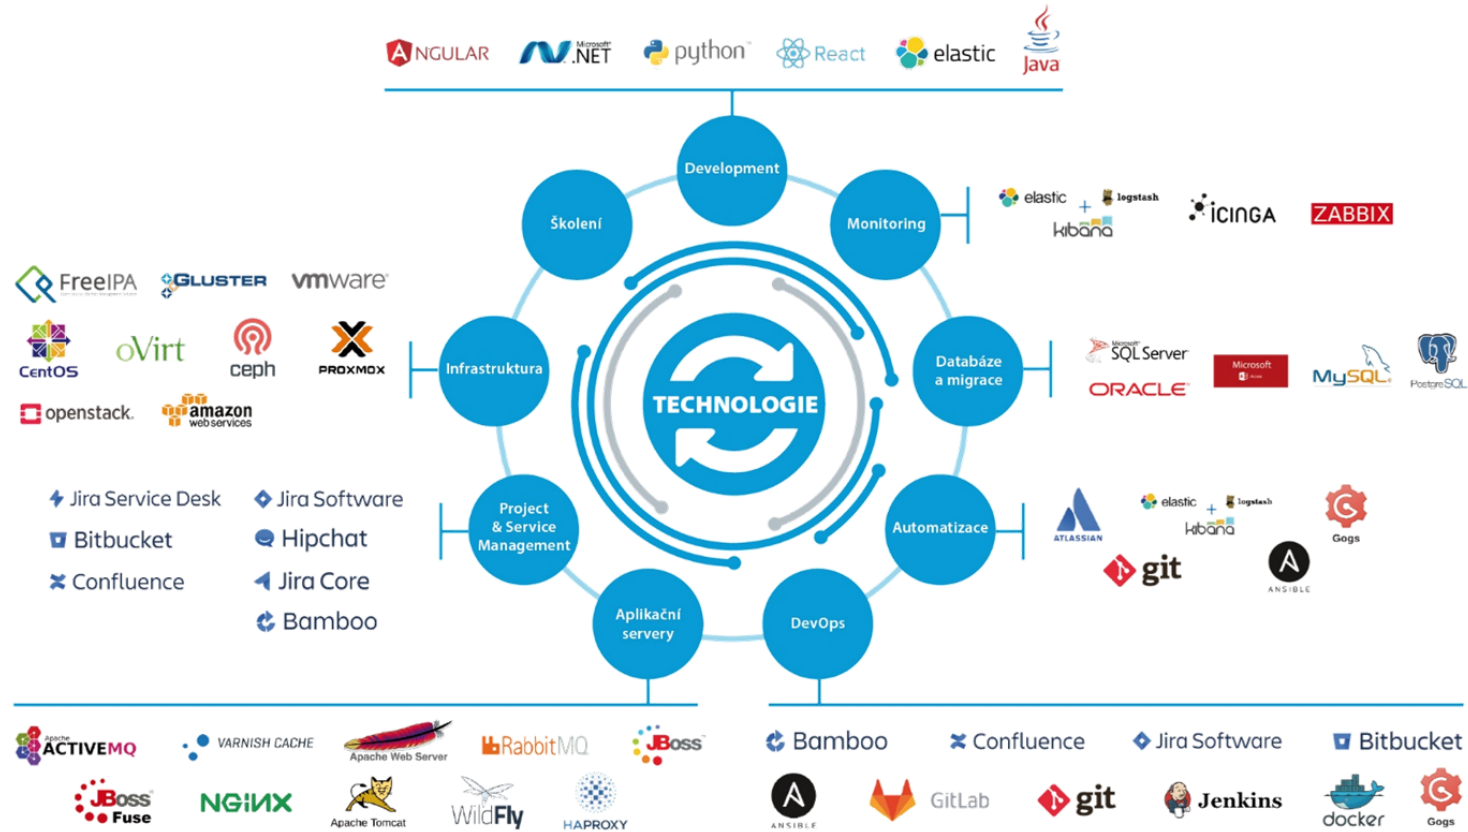 ANGULAR
Microsoft
.NET
python
React
elastic
Java
Development
Školení
Monitoring
elastic
+
logstash
kibana
ICINGA
ZABBIX
FreeIPA
GLUSTER
vmware
CentOS
oVirt
ceph
PROXMOX
openstack.
amazon
web services
Infrastruktura
TECHNOLOGIE
Databáze
a migrace
Microsoft
SQL Server
ORACLE
Microsoft
MySQL
PostgreSQL
Jira Service Desk
Jira Software
Bitbucket
Hipchat
Confluence
Jira Core
Bamboo
Project
& Service
Management
Automatizace
ATLASSIAN
elastic
+
logstash
kibana
Gogs
git
A
ANSIBLE
Aplikační
servery
DevOps
Apache
ACTIVEMQ
VARNISH CACHE
Apache Web Server
RabbitMQ
JBoss
JBoss
Fuse
NGINX
Apache Tomcat
WildFly
HAPROXY
Bamboo
Confluence
Jira Software
Bitbucket
A
ANSIBLE
GitLab
git
Jenkins
docker
Gogs